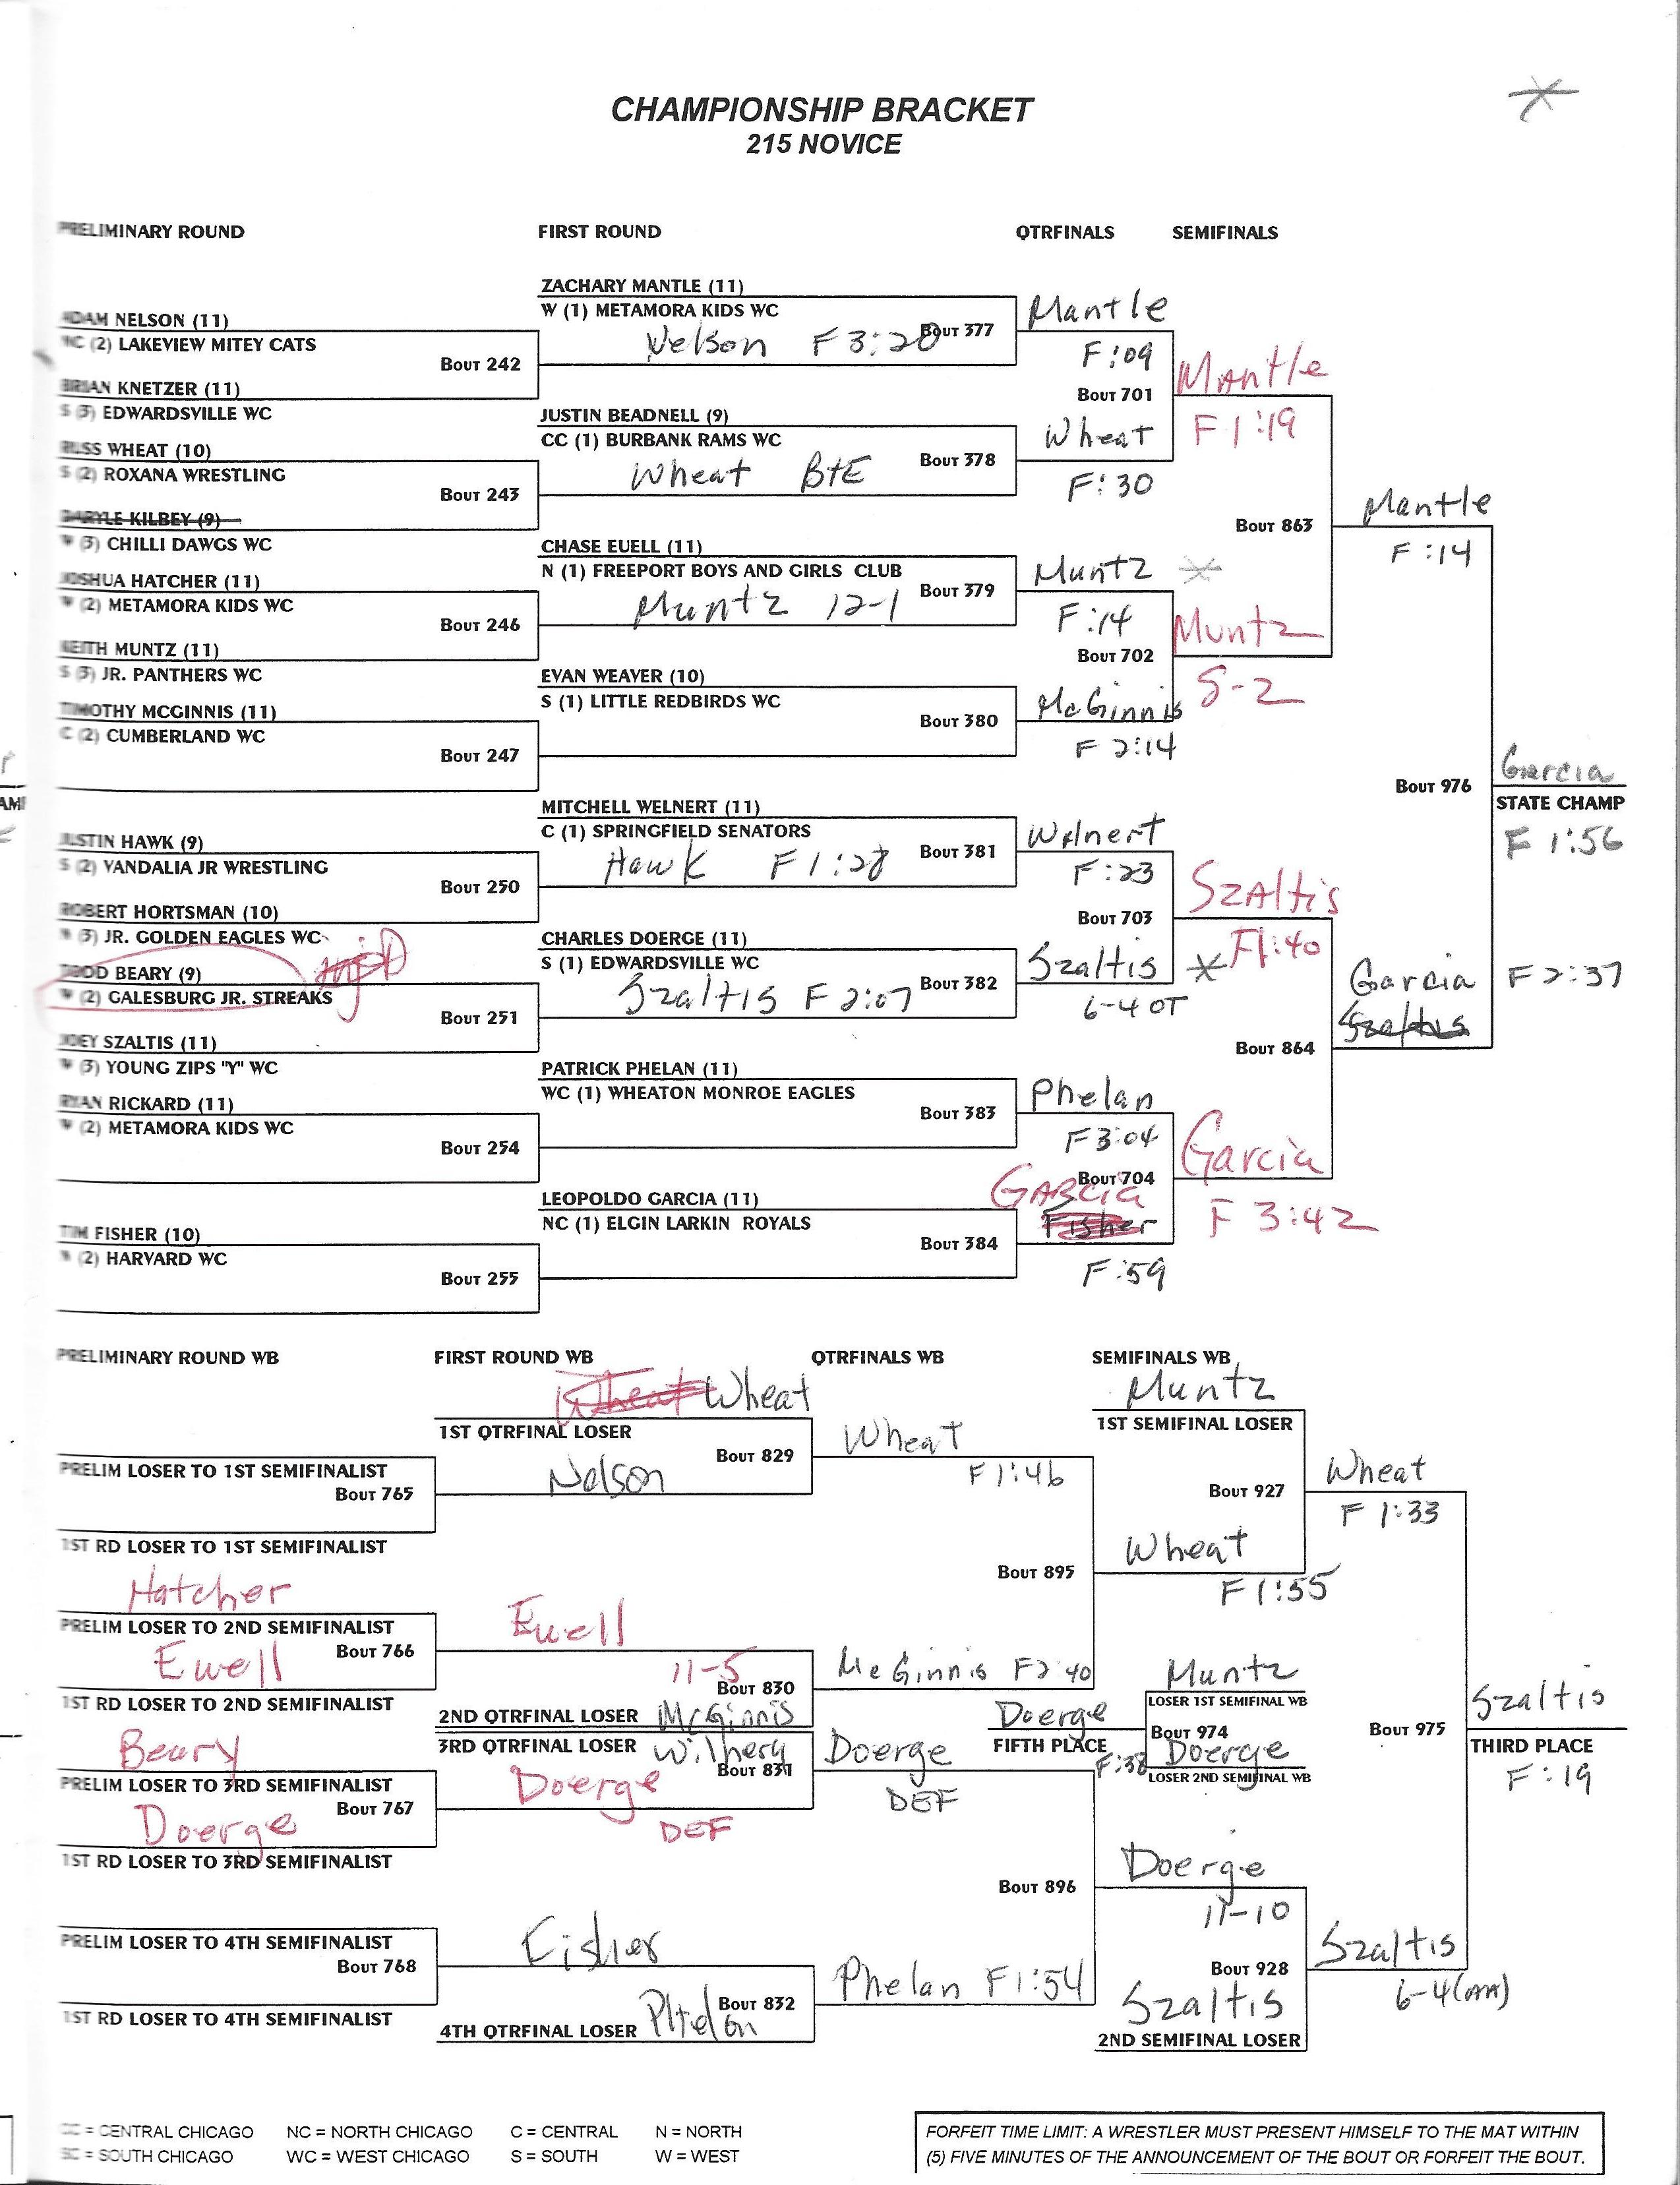 CHAMPIONSHIP BRACKET
215 NOVICE
PRELIMINARY ROUND
FIRST ROUND
QTRFINALS
SEMIFINALS
ADAM NELSON (11)
NC (2) LAKEVIEW MITEY CATS
BOUT 242
BRIAN KNETZER (11)
S (3) EDWARDSVILLE WC
RUSS WHEAT (10)
S (2) ROXANA WRESTLING
BOUT 243
DARYLE KILBEY (9)
W (3) CHILLI DAWGS WC
JOSHUA HATCHER (11)
W (2) METAMORA KIDS WC
BOUT 246
KEITH MUNTZ (11)
S (3) JR. PANTHERS WC
TIMOTHY MCGINNIS (11)
C (2) CUMBERLAND WC
BOUT 247
JUSTIN HAWK (9)
S (2) VANDALIA JR WRESTLING
BOUT 250
ROBERT HORTSMAN (10)
(3) JR. GOLDEN EAGLES WC
TODD BEARY (9)
W (2) GALESBURG JR. STREAKS
BOUT 251
JOEY SZALTIS (11)
(3) YOUNG ZIPS "Y" WC
RYAN RICKARD (11)
W (2) METAMORA KIDS WC
BOUT 254
TIM FISHER (10)
(2) HARVARD WC
BOUT 255
ZACHARY MANTLE (11)
W (1) METAMORA KIDS WC
Nelson F 3:20
BOUT 377
JUSTIN BEADNELL (9)
CC (1) BURBANK RAMS WC
Wheat BYE
BOUT 378
CHASE EUELL (11)
N (1) FREEPORT BOYS AND GIRLS CLUB
Muntz 12-1
BOUT 379
EVAN WEAVER (10)
S (1) LITTLE REDBIRDS WC
BOUT 380
MITCHELL WELNERT (11)
C (1) SPRINGFIELD SENATORS
Hawk F 1:28
BOUT 381
CHARLES DOERGE (11)
S (1) EDWARDSVILLE WC
Szaltis F 2:07
BOUT 382
PATRICK PHELAN (11)
WC (1) WHEATON MONROE EAGLES
BOUT 383
LEOPOLDO GARCIA (11)
NC (1) ELGIN LARKIN ROYALS
BOUT 384
Mantle
F :09
BOUT 701
Wheat
F :30
Muntz
F :14
BOUT 702
McGinnis
F 2:14
Welnert
F :23
BOUT 703
Szaltis
6-4 OT
Phelan
F 3:04
BOUT 704
GARCIA
Fisher
F :59
Mantle
F 1:19
BOUT 863
Muntz
5-2
Szaltis
F1:40
BOUT 864
Garcia
F 3:42
Mantle
F :14
BOUT 976
Garcia F 2:37
Szaltis
Garcia
STATE CHAMP
F 1:56
PRELIMINARY ROUND WB
FIRST ROUND WB
QTRFINALS WB
SEMIFINALS WB
PRELIM LOSER TO 1ST SEMIFINALIST
BOUT 765
1ST RD LOSER TO 1ST SEMIFINALIST
Hatcher
PRELIM LOSER TO 2ND SEMIFINALIST
BOUT 766
Ewell
1ST RD LOSER TO 2ND SEMIFINALIST
Beary
PRELIM LOSER TO 3RD SEMIFINALIST
BOUT 767
Doerge
1ST RD LOSER TO 3RD SEMIFINALIST
PRELIM LOSER TO 4TH SEMIFINALIST
BOUT 768
1ST RD LOSER TO 4TH SEMIFINALIST
Wheat Wheat
1ST QTRFINAL LOSER
BOUT 829
Nelson
Ewell
11-5
BOUT 830
2ND QTRFINAL LOSER McGinnis
3RD QTRFINAL LOSER
BOUT 831
Doerge
DEF
Fisher
BOUT 832
4TH QTRFINAL LOSER Phelan
Wheat
F 1:46
BOUT 895
McGinnis F2:40
Doerge
DEF
BOUT 896
Phelan F1:54
Muntz
1ST SEMIFINAL LOSER
BOUT 927
Wheat
F 1:55
Muntz
LOSER 1ST SEMIFINAL WB
Doerge
FIFTH PLACE
F:38
BOUT 974
Doerge
LOSER 2ND SEMIFINAL WB
Doerge
11-10
BOUT 928
Szaltis
2ND SEMIFINAL LOSER
Wheat
F 1:33
BOUT 975
Szaltis
6-4
Szaltis
THIRD PLACE
F :19
CC = CENTRAL CHICAGO NC = NORTH CHICAGO C = CENTRAL N = NORTH
SC = SOUTH CHICAGO WC = WEST CHICAGO S = SOUTH W = WEST
FORFEIT TIME LIMIT: A WRESTLER MUST PRESENT HIMSELF TO THE MAT WITHIN
(5) FIVE MINUTES OF THE ANNOUNCEMENT OF THE BOUT OR FORFEIT THE BOUT.